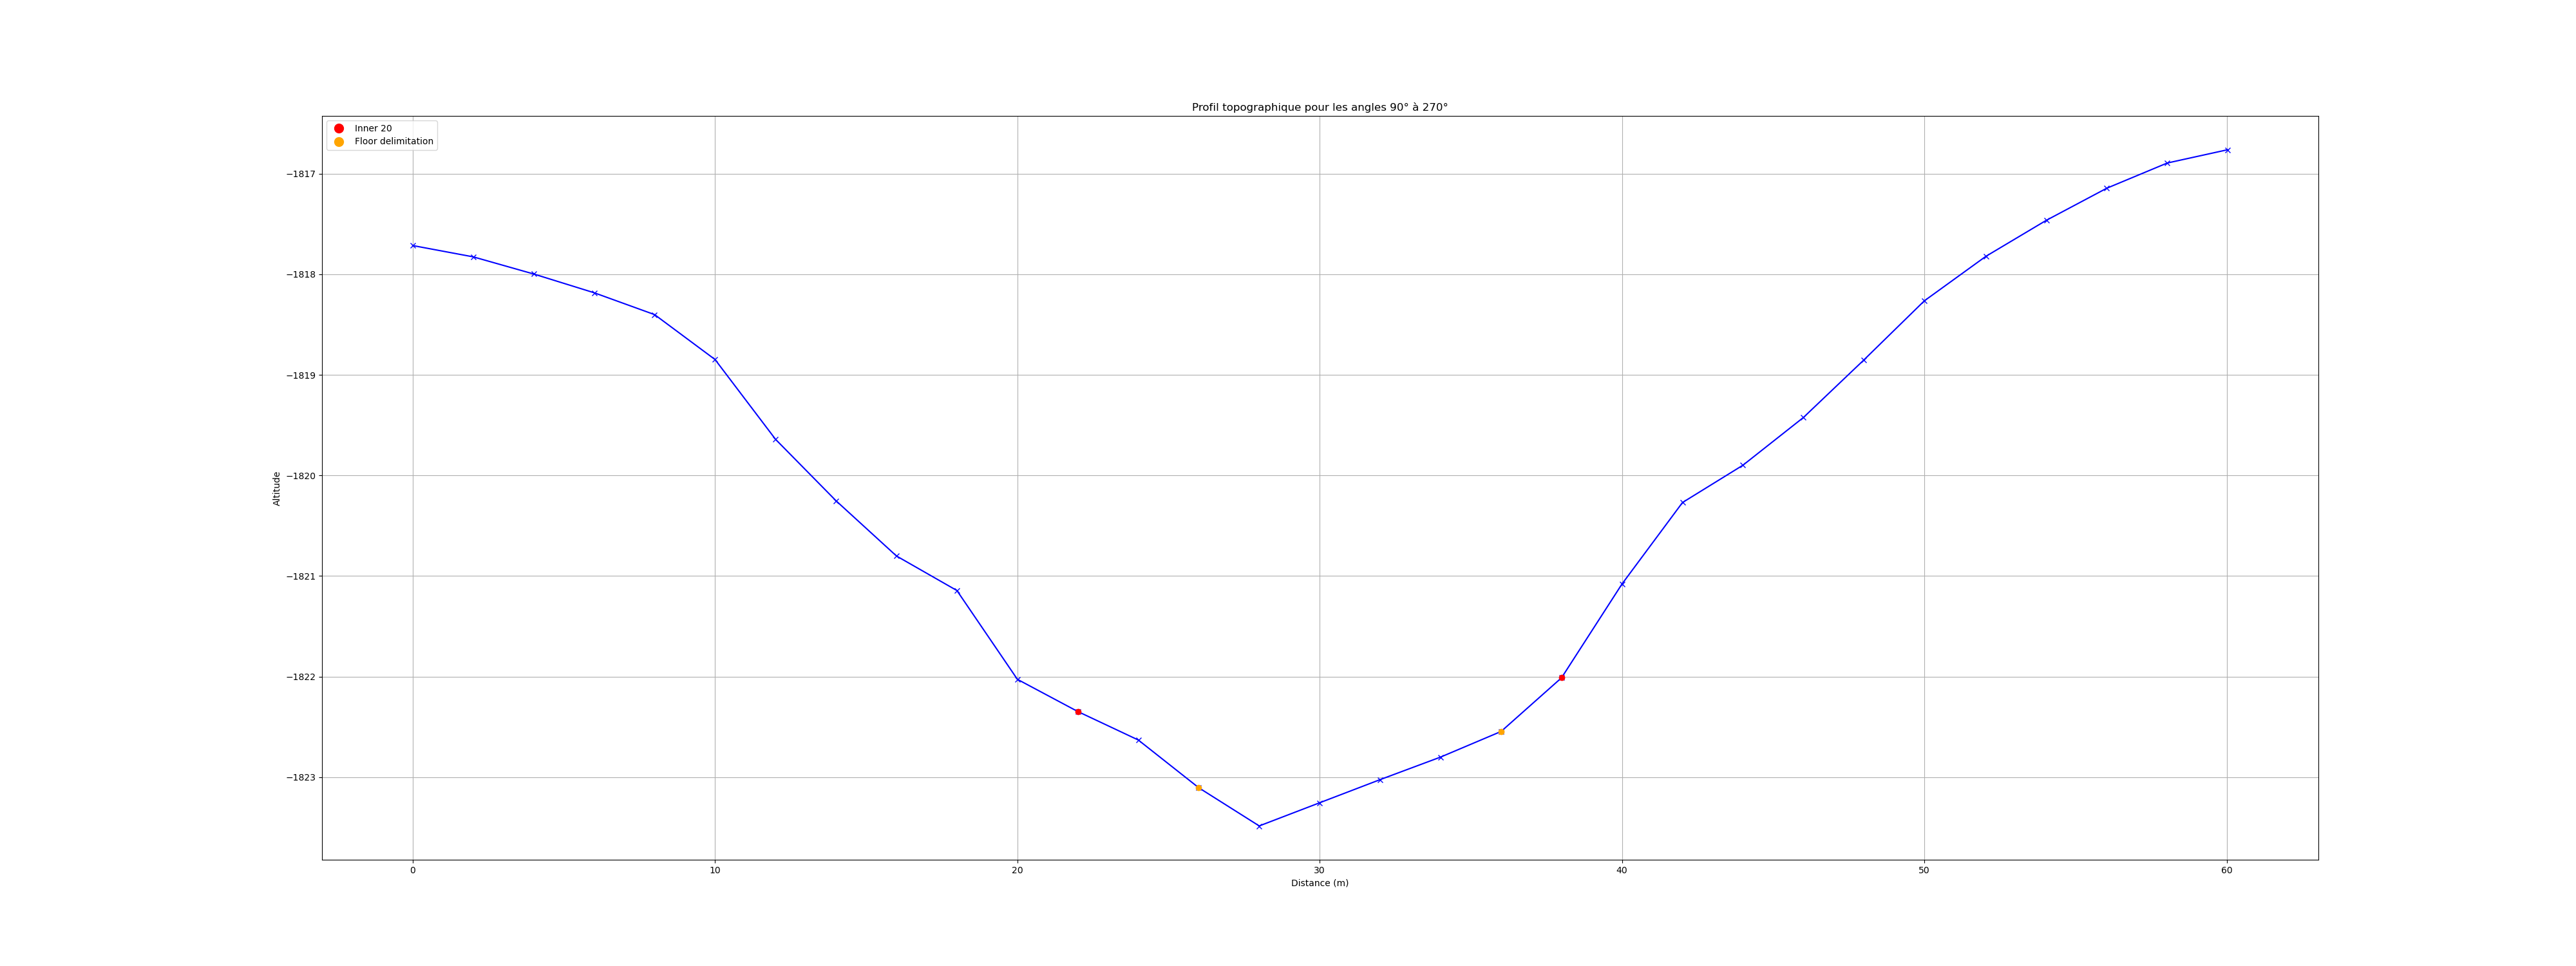 Profil topographique pour les angles 90° à 270°
Inner 20
Floor delimitation
−1817
−1818
−1819
−1820
−1821
−1822
−1823
Altitude
0 10 20 30 40 50 60
Distance (m)